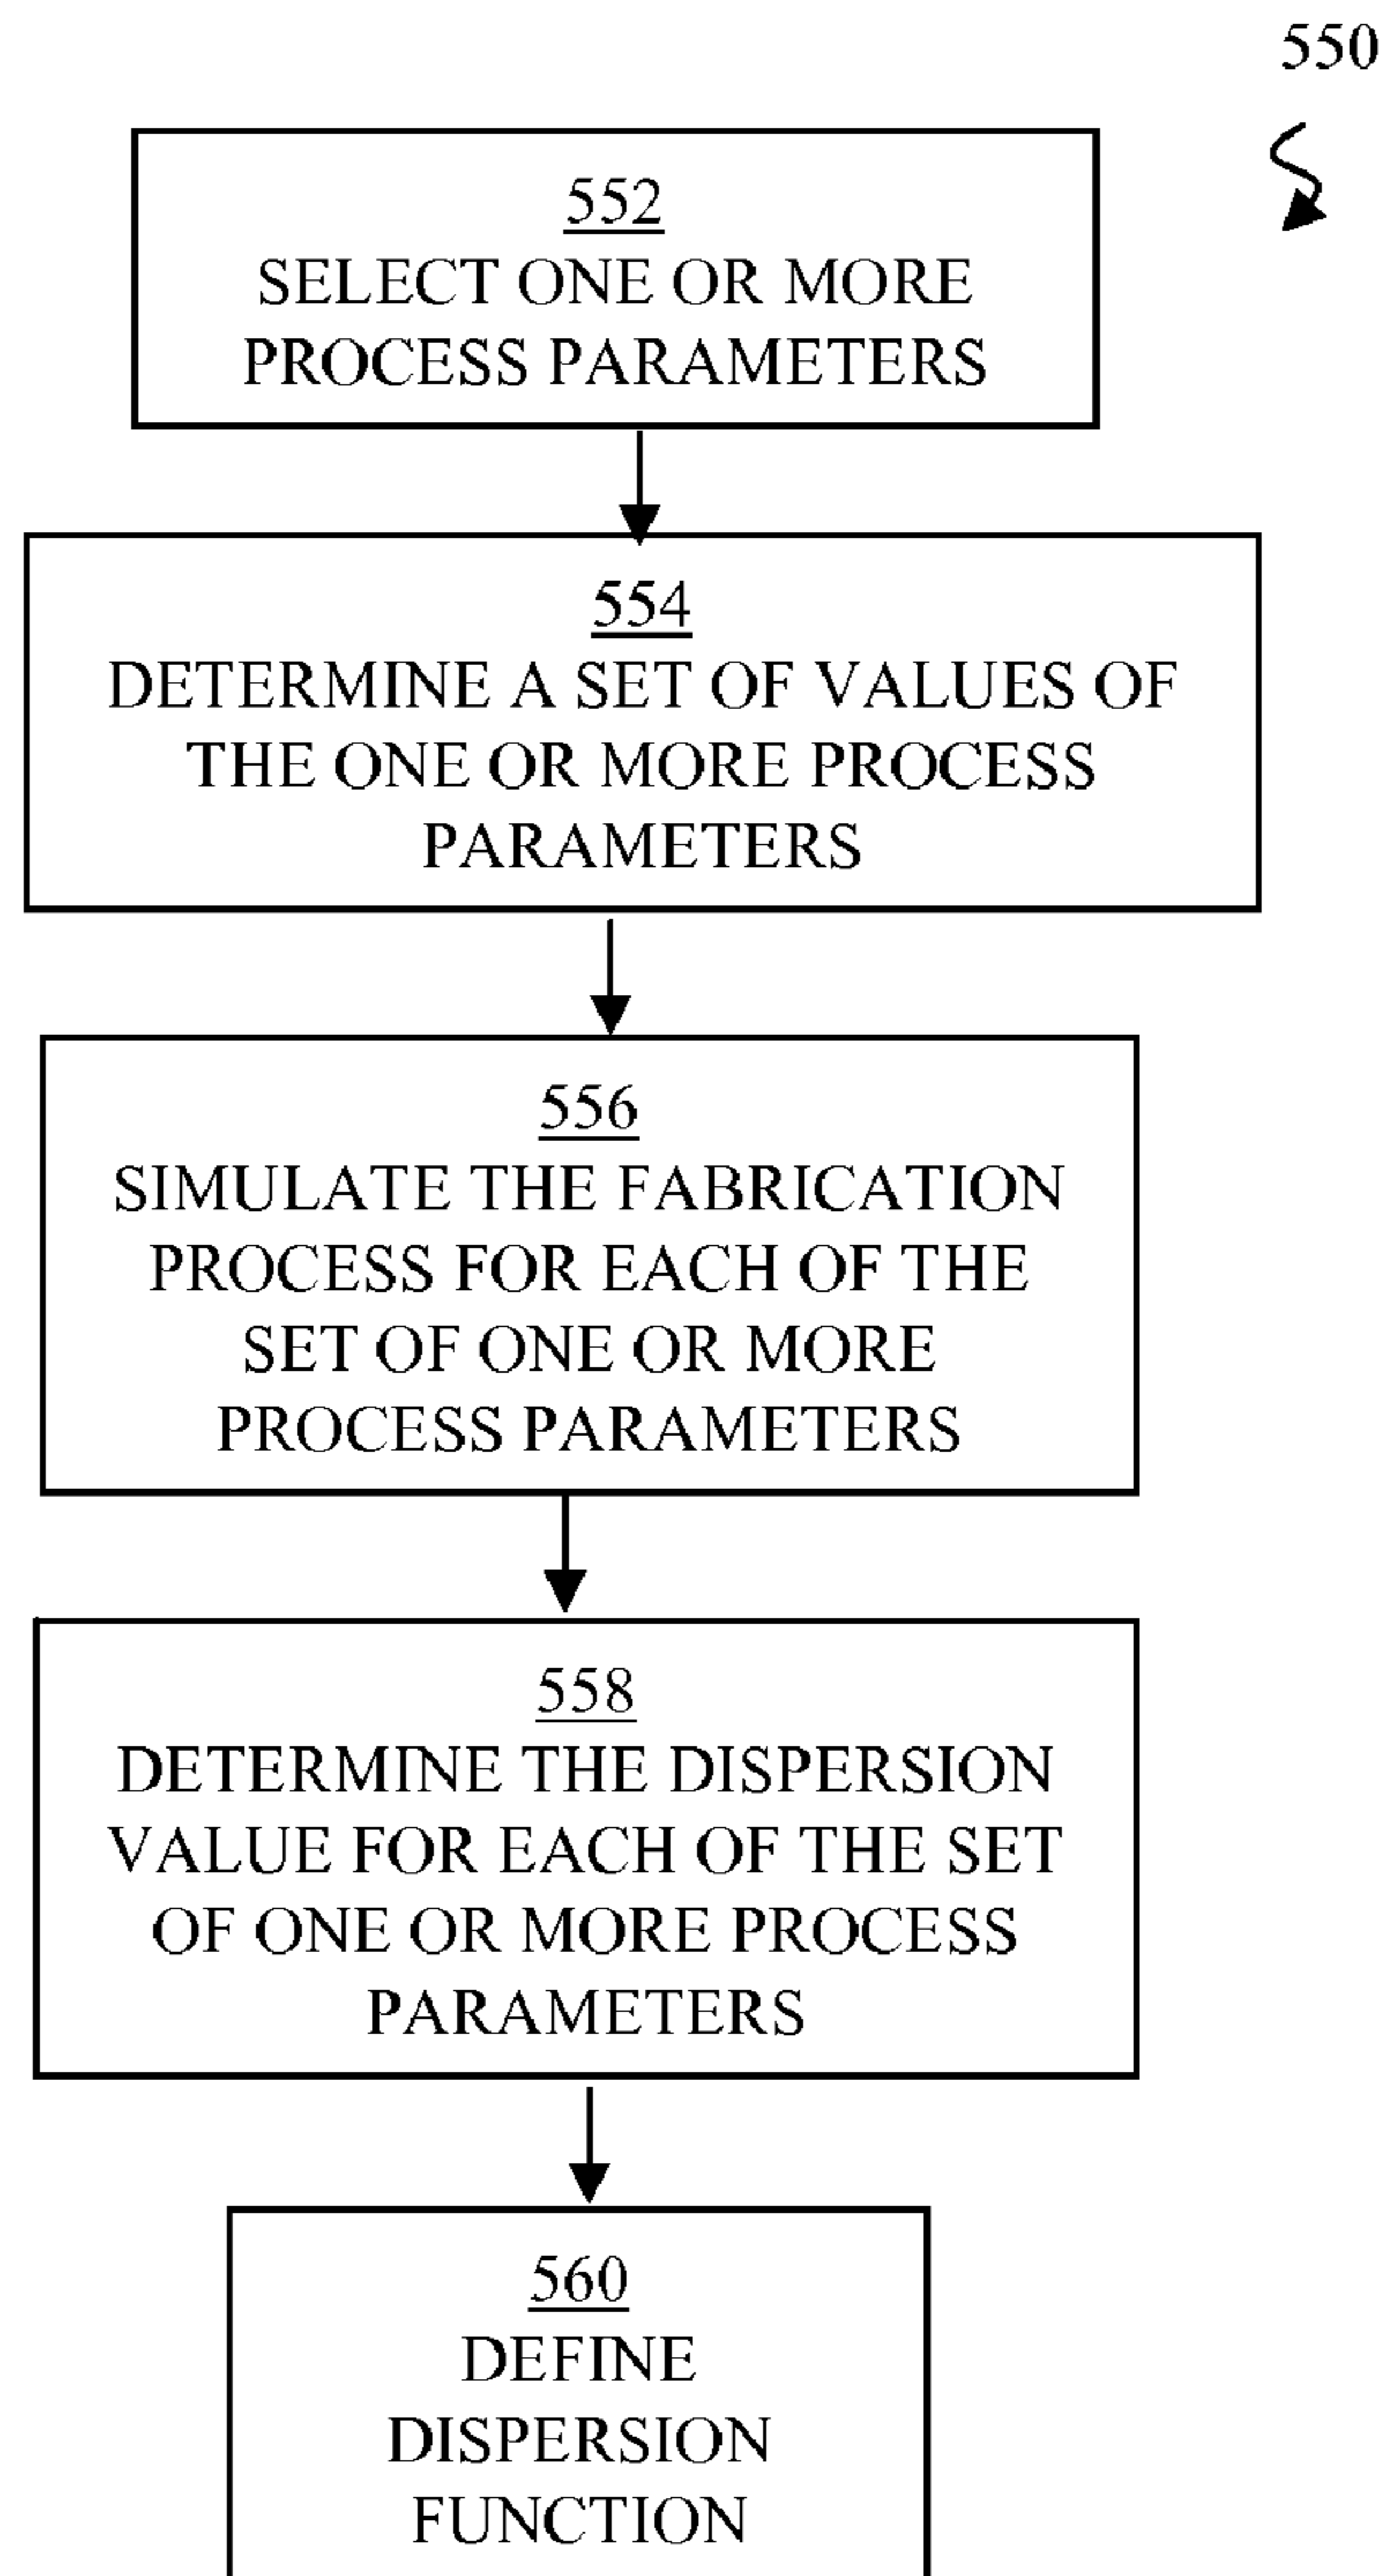 550
552
SELECT ONE OR MORE
PROCESS PARAMETERS
554
DETERMINE A SET OF VALUES OF
THE ONE OR MORE PROCESS
PARAMETERS
556
SIMULATE THE FABRICATION
PROCESS FOR EACH OF THE
SET OF ONE OR MORE
PROCESS PARAMETERS
558
DETERMINE THE DISPERSION
VALUE FOR EACH OF THE SET
OF ONE OR MORE PROCESS
PARAMETERS
560
DEFINE
DISPERSION
FUNCTION